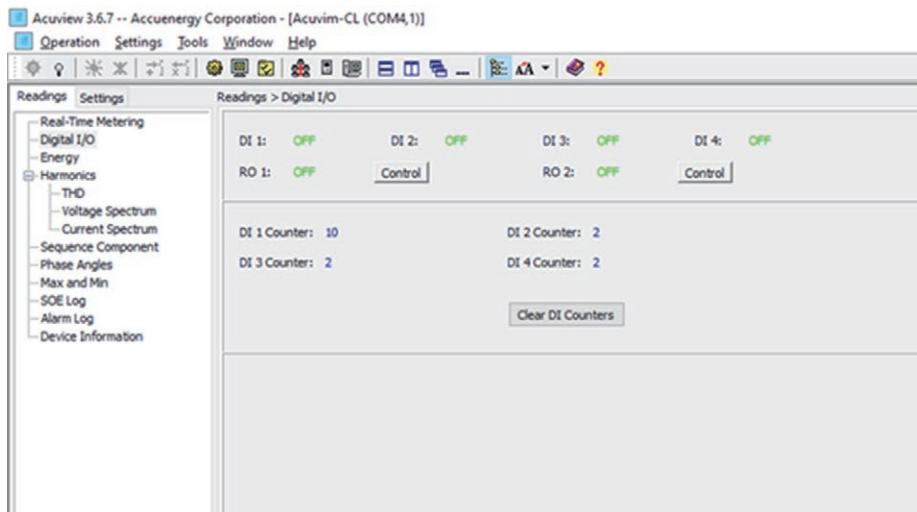 Acuview 3.6.7 -- Accuenergy Corporation - [Acuvim-CL (COM4,1)]
Operation Settings Tools Window Help
Readings Settings
Real-Time Metering
Digital I/O
Energy
Harmonics
THD
Voltage Spectrum
Current Spectrum
Sequence Component
Phase Angles
Max and Min
SOE Log
Alarm Log
Device Information
Readings > Digital I/O
DI 1: OFF DI 2: OFF DI 3: OFF DI 4: OFF
RO 1: OFF Control RO 2: OFF Control
DI 1 Counter: 10 DI 2 Counter: 2
DI 3 Counter: 2 DI 4 Counter: 2
Clear DI Counters